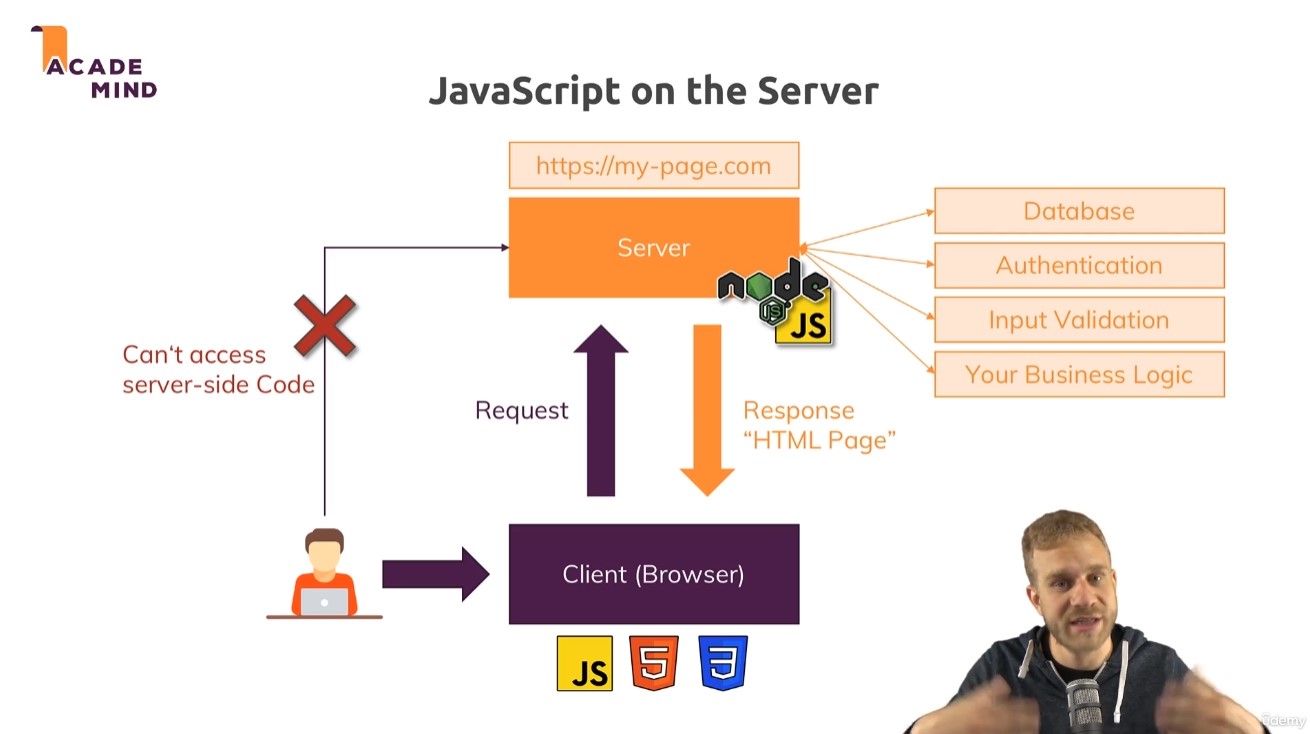 ACADE
MIND
JavaScript on the Server
https://my-page.com
Server
node
JS
JS
Database
Authentication
Input Validation
Your Business Logic
Can't access
server-side Code
Request
Response
“HTML Page”
Client (Browser)
JS
5
3
ûdemy